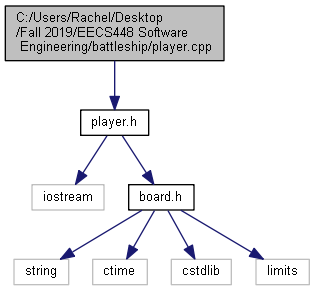 C:/Users/Rachel/Desktop
/Fall 2019/EECS448 Software
Engineering/battleship/player.cpp
player.h
iostream
board.h
string
ctime
cstdlib
limits